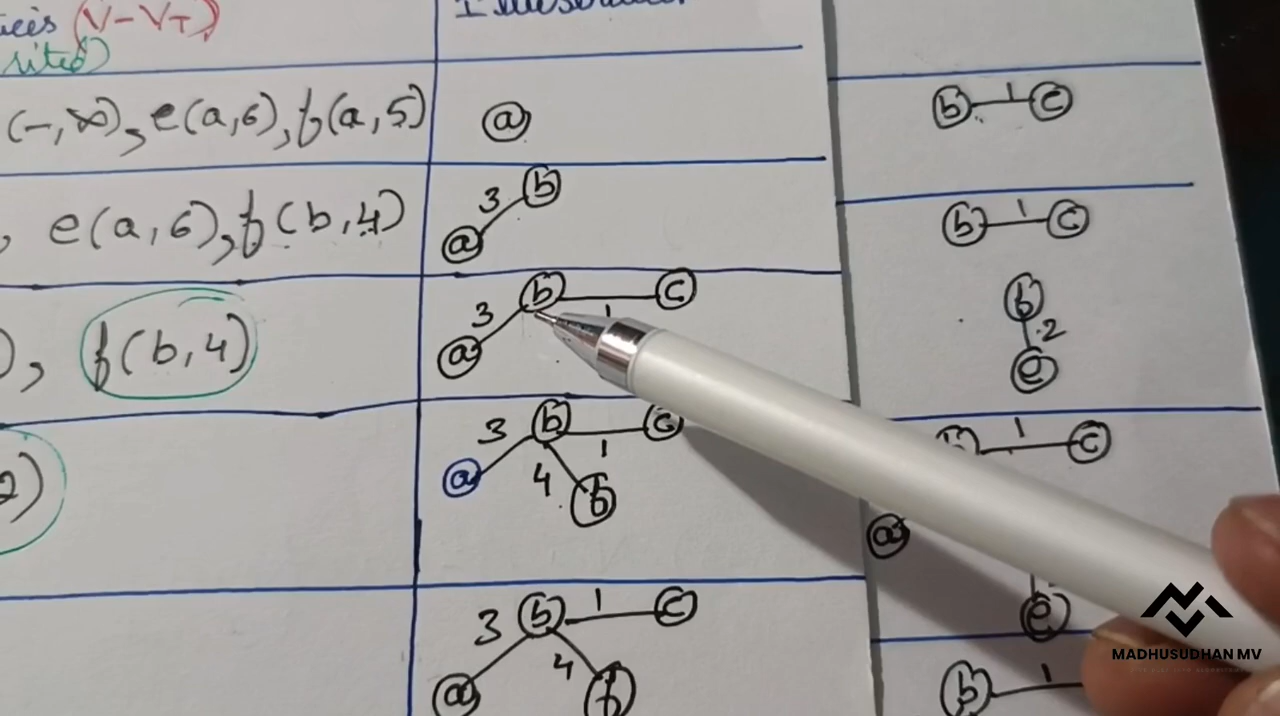 (V-VT)
(-,∞), e(a,6), f(a,5)
a
b 1 c
, e(a,6), f(b,4)
3 b
a
b 1 c
), f(b,4)
b c
3 1
a
b
2
e
2)
3 b c
1
a 4 f
1 c
a
e
3 b 1 c
4
a f
b 1
MADHUSUDHAN MV